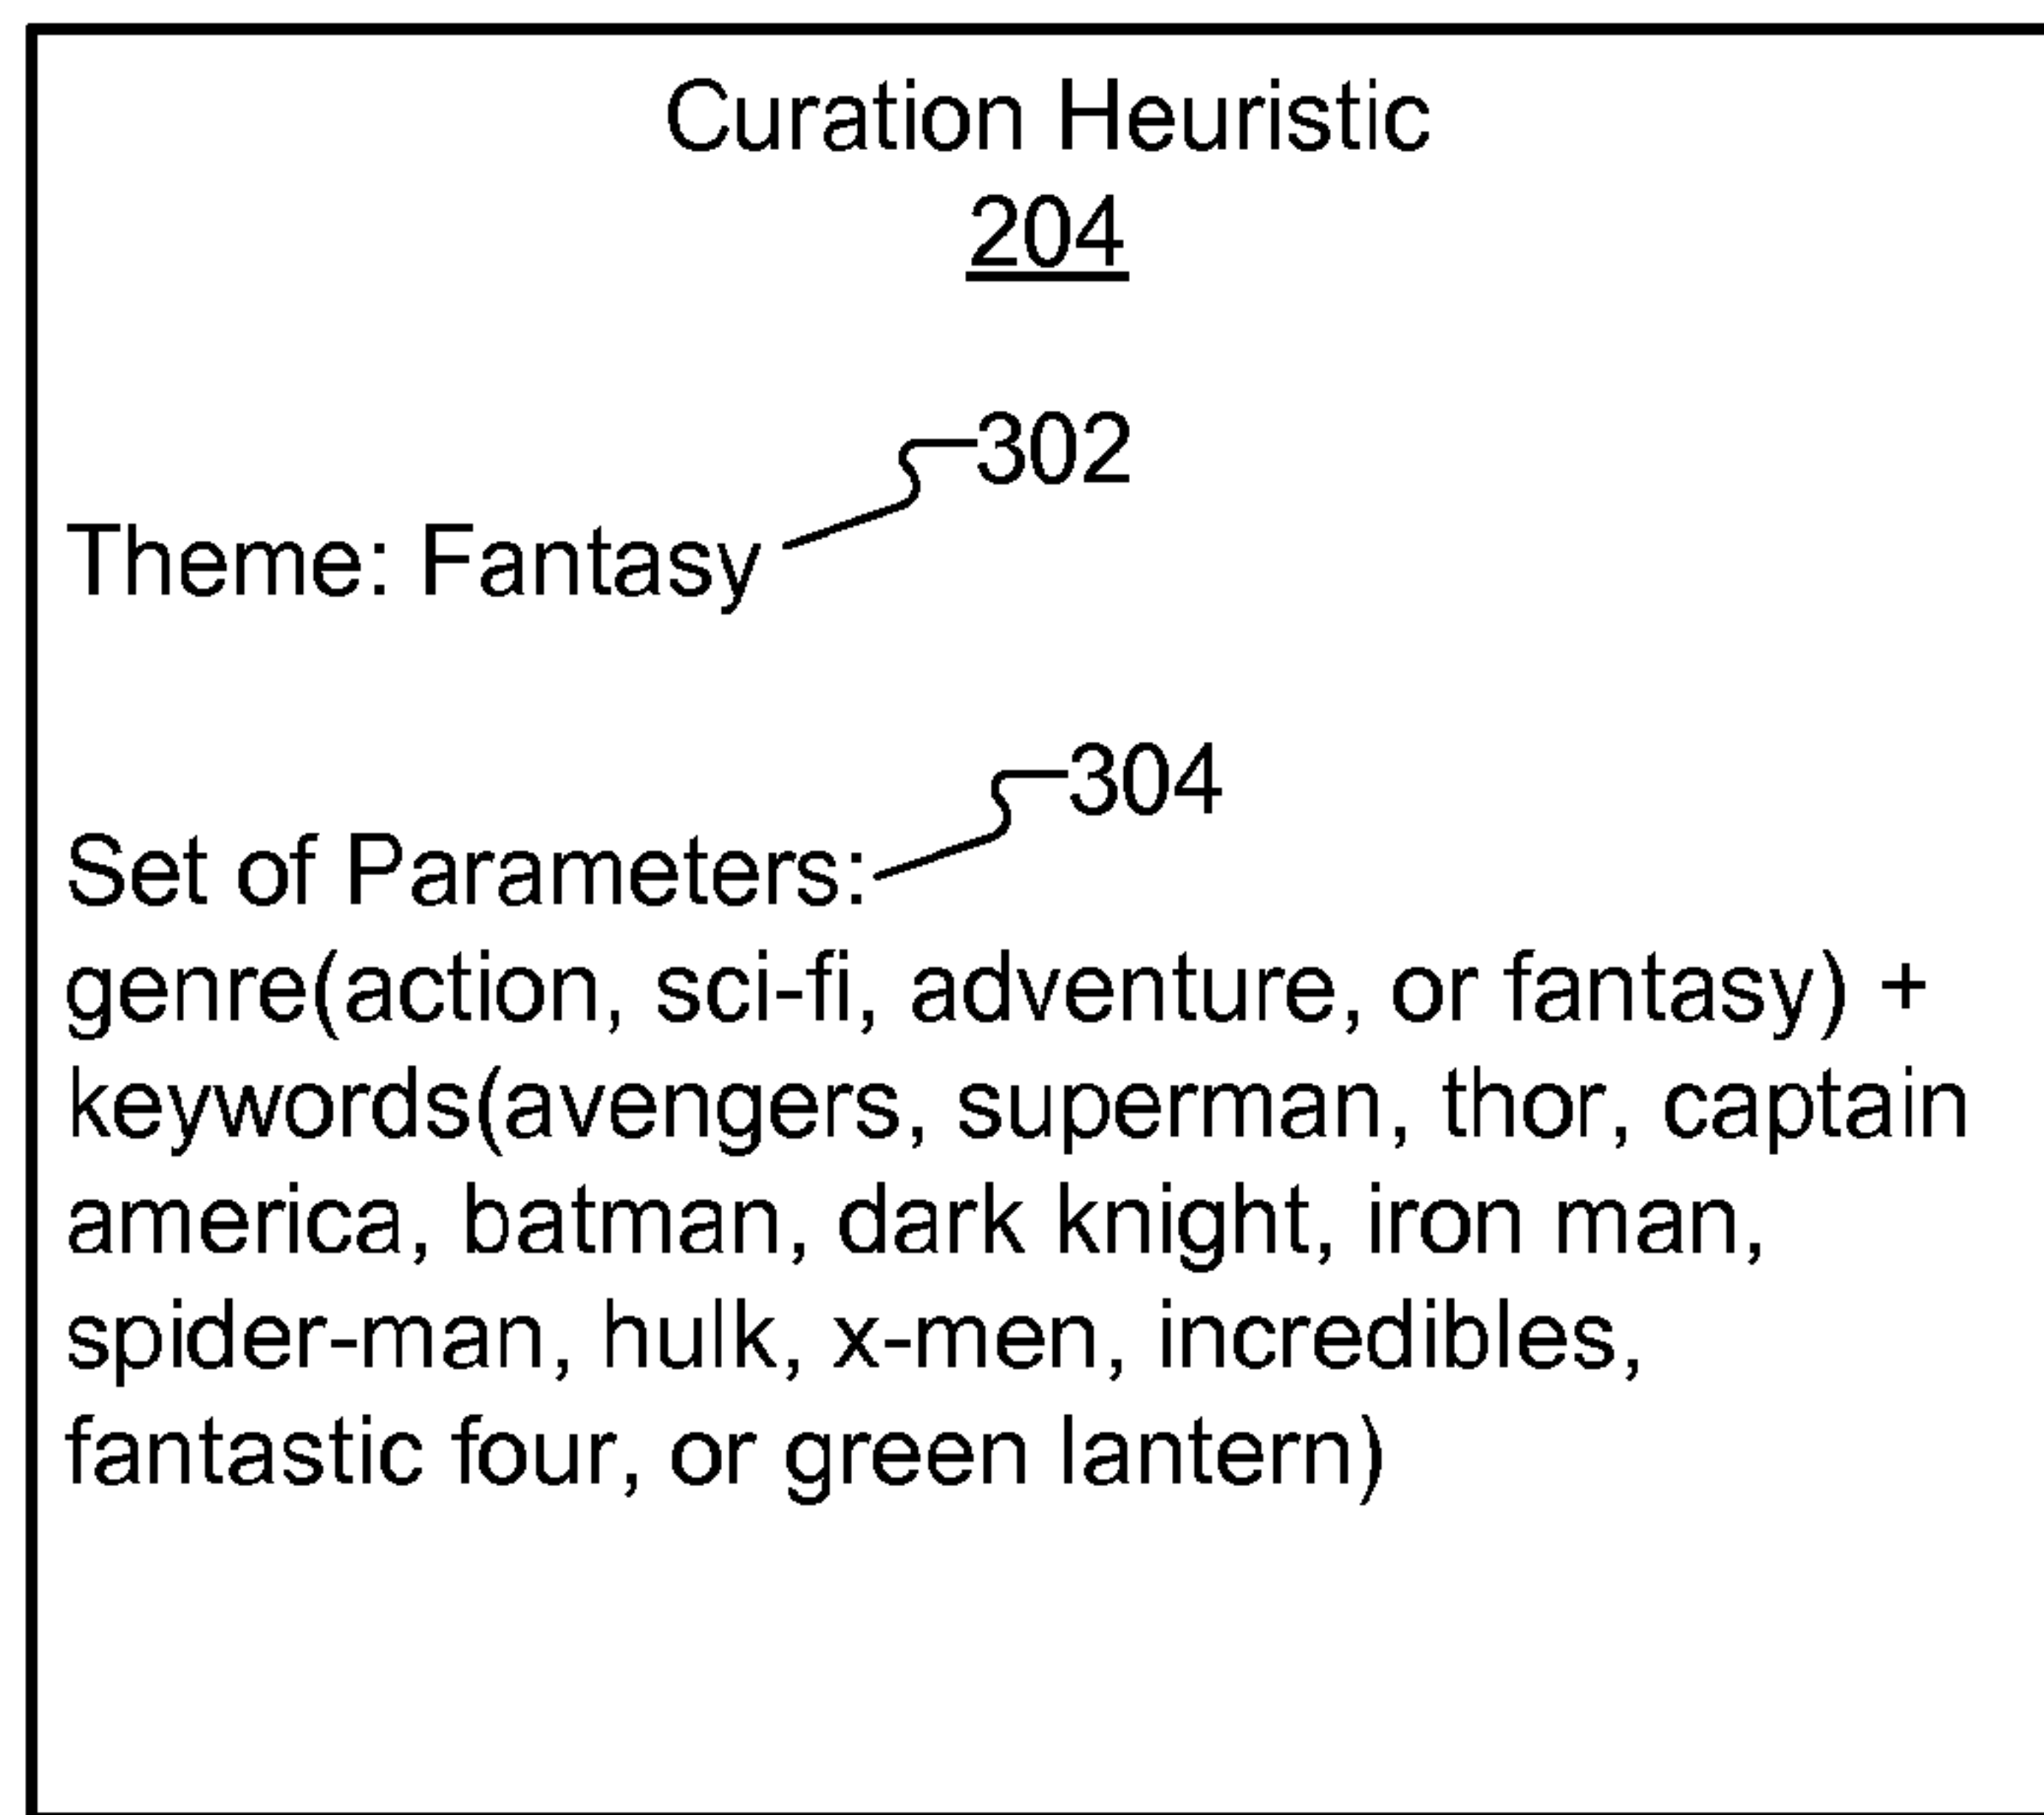 Curation Heuristic
204
302
Theme: Fantasy
304
Set of Parameters:
genre(action, sci-fi, adventure, or fantasy) +
keywords(avengers, superman, thor, captain
america, batman, dark knight, iron man,
spider-man, hulk, x-men, incredibles,
fantastic four, or green lantern)